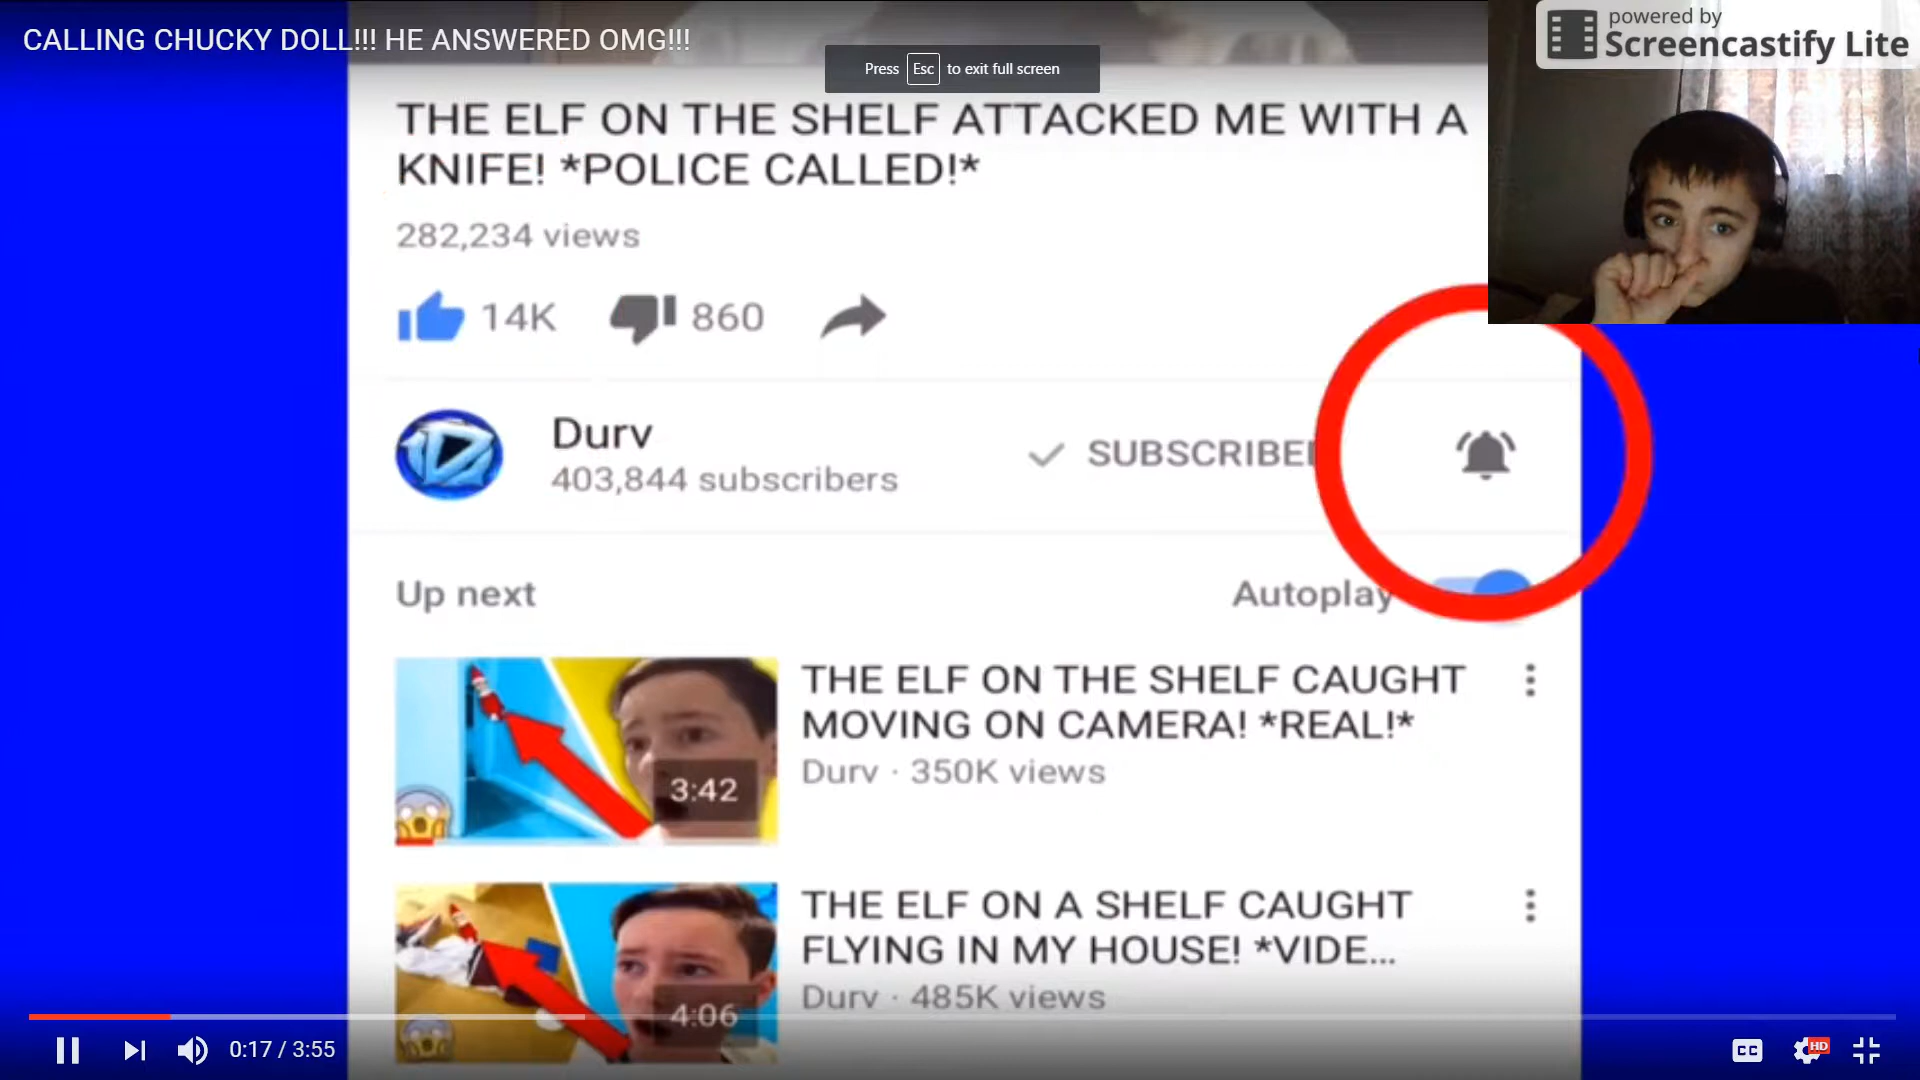 CALLING CHUCKY DOLL!!! HE ANSWERED OMG!!!
Press Esc to exit full screen
powered by
Screencastify Lite
THE ELF ON THE SHELF ATTACKED ME WITH A
KNIFE! *POLICE CALLED!*
282,234 views
14K 860
Durv
403,844 subscribers
SUBSCRIBE
Up next
Autoplay
THE ELF ON THE SHELF CAUGHT
MOVING ON CAMERA! *REAL!*
Durv · 350K views
3:42
THE ELF ON A SHELF CAUGHT
FLYING IN MY HOUSE! *VIDE...
Durv · 485K views
4:06
0:17 / 3:55
CC
HD